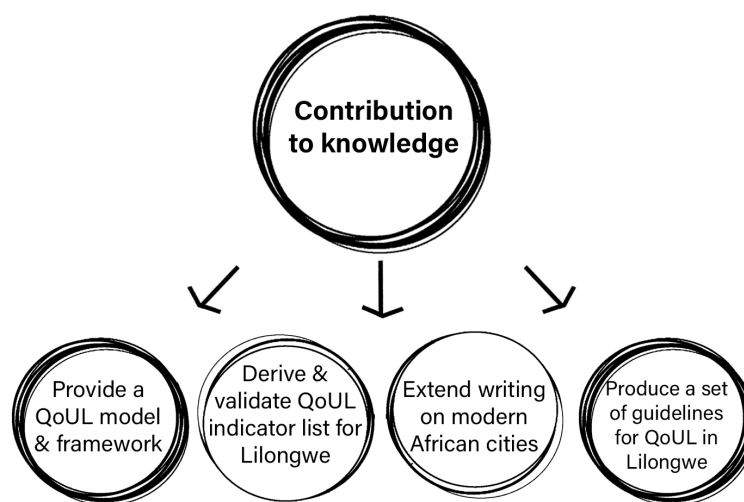 Contribution
to knowledge
Provide a
QoUL model
& framework
Derive &
validate QoUL
indicator list for
Lilongwe
Extend writing
on modern
African cities
Produce a set
of guidelines
for QoUL in
Lilongwe